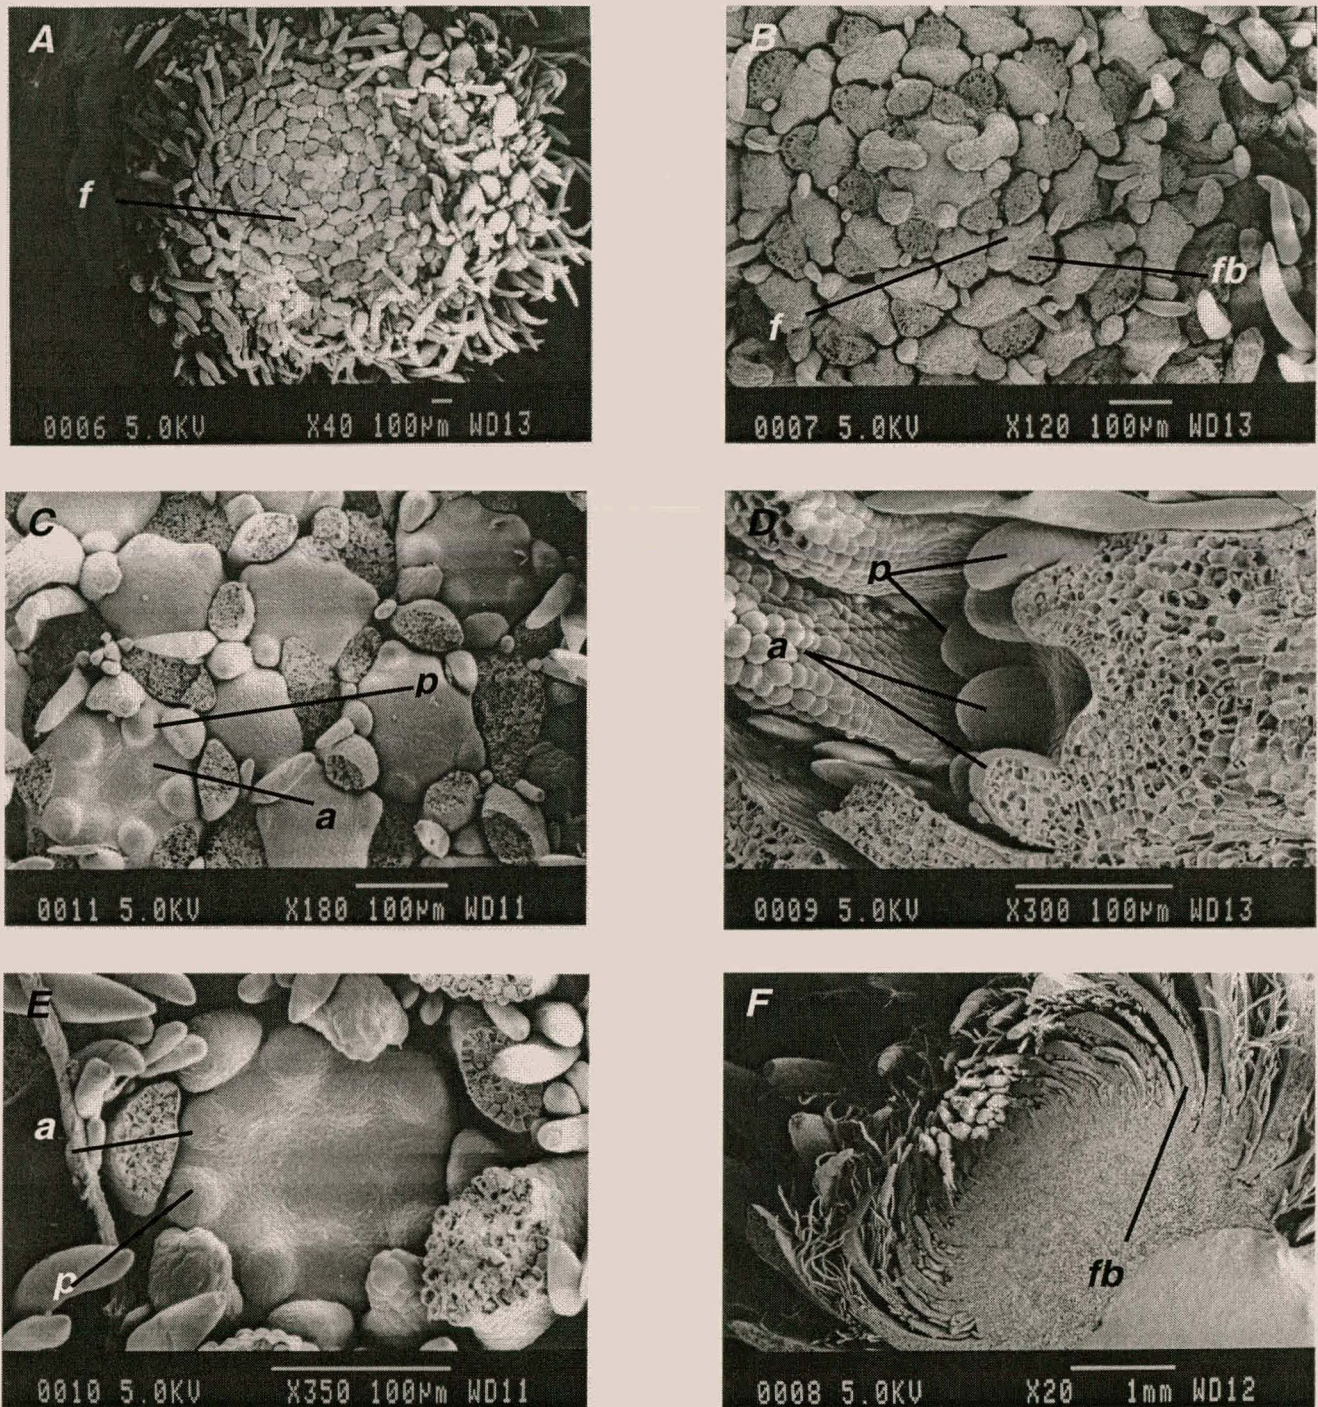 A
f
0006 5.0KV X40 100µm WD13
B
fb
f
0007 5.0KV X120 100µm WD13
C
p
a
0011 5.0KV X180 100µm WD11
D
p
a
0009 5.0KV X300 100µm WD13
E
a
p
0010 5.0KV X350 100µm WD11
F
fb
0008 5.0KV X20 1mm WD12